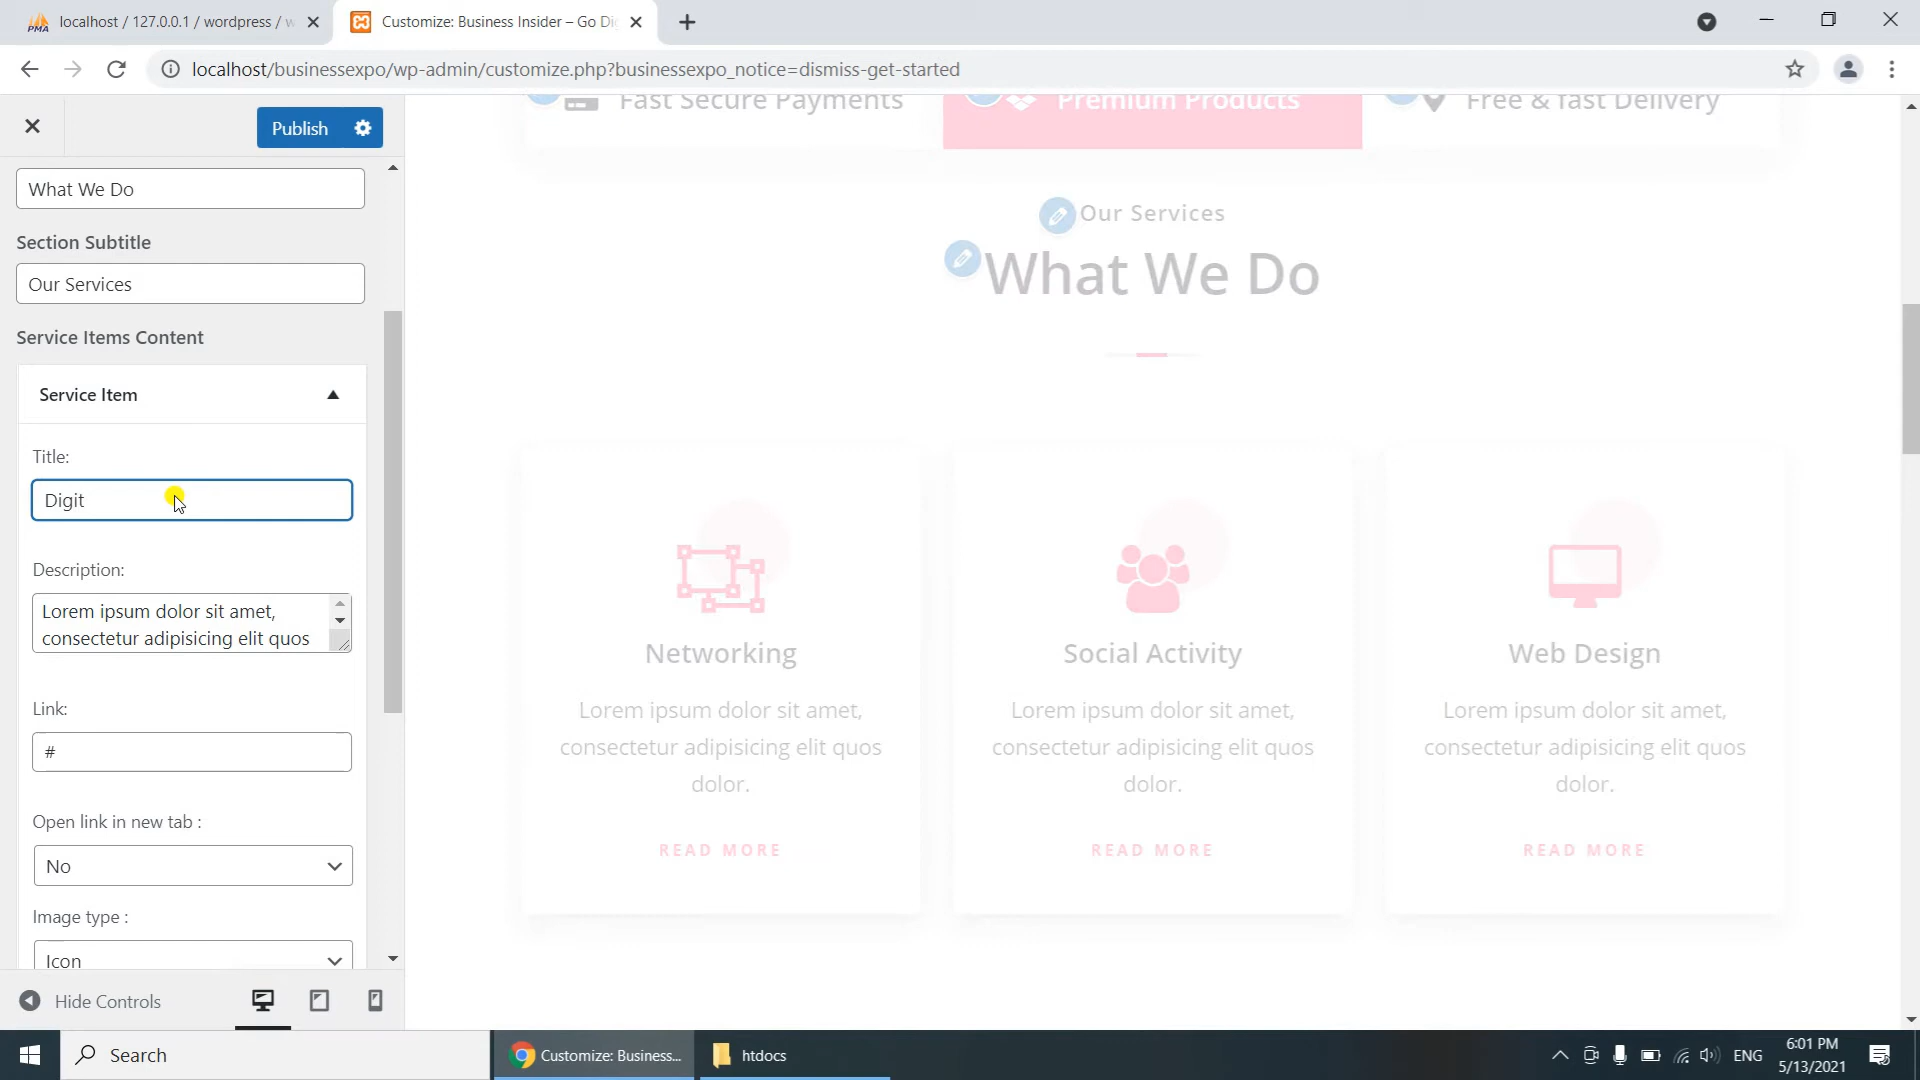 localhost / 127.0.0.1 / wordpress / w
Customize: Business Insider – Go Di
localhost/businessexpo/wp-admin/customize.php?businessexpo_notice=dismiss-get-started
Publish
What We Do
Section Subtitle
Our Services
Service Items Content
Service Item
Title:
Digit
Description:
Lorem ipsum dolor sit amet,
consectetur adipisicing elit quos
Link:
#
Open link in new tab :
No
Image type :
Icon
Hide Controls
Fast Secure Payments
Premium Products
Free & fast Delivery
Our Services
What We Do
Networking
Lorem ipsum dolor sit amet,
consectetur adipisicing elit quos
dolor.
READ MORE
Social Activity
Lorem ipsum dolor sit amet,
consectetur adipisicing elit quos
dolor.
READ MORE
Web Design
Lorem ipsum dolor sit amet,
consectetur adipisicing elit quos
dolor.
READ MORE
Search
Customize: Business...
htdocs
ENG
6:01 PM
5/13/2021